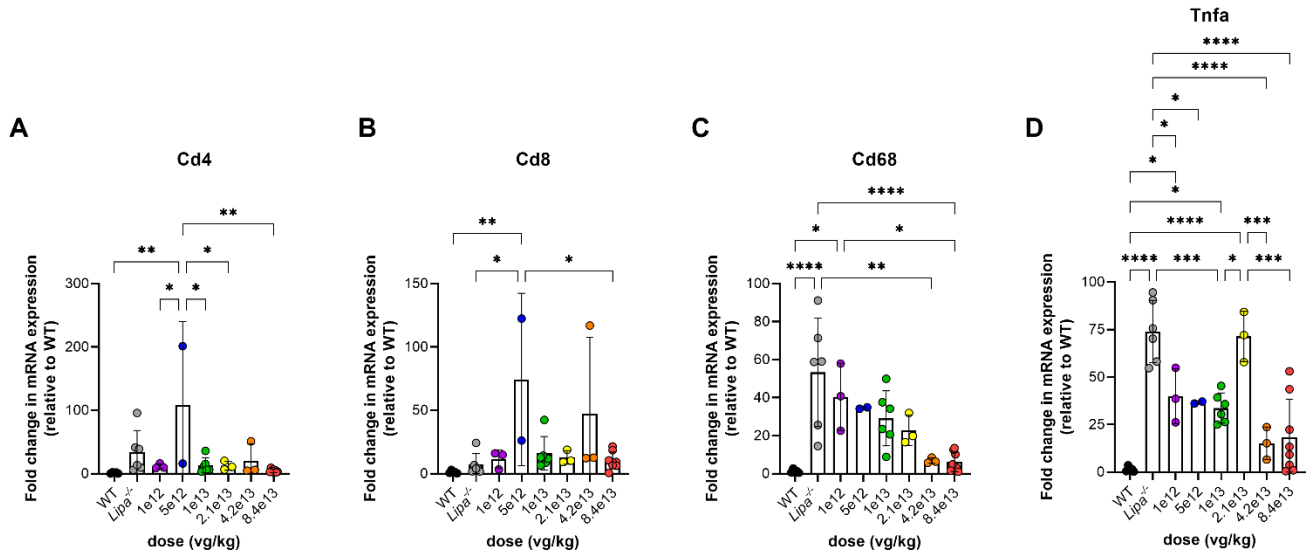 A
Cd4
** 
** *
* *
Fold change in mRNA expression
(relative to WT)
300
200
100
0
WT
Lipa-/-
1e12
5e12
1e13
2.1e13
4.2e13
8.4e13
dose (vg/kg)
B
Cd8
**
* *
Fold change in mRNA expression
(relative to WT)
150
100
50
0
WT
Lipa-/-
1e12
5e12
1e13
2.1e13
4.2e13
8.4e13
dose (vg/kg)
C
Cd68
****
* *
**** **
Fold change in mRNA expression
(relative to WT)
100
80
60
40
20
0
WT
Lipa-/-
1e12
5e12
1e13
2.1e13
4.2e13
8.4e13
dose (vg/kg)
D
Tnfa
****
****
*
*
*
*
**** ***
**** *** * ***
Fold change in mRNA expression
(relative to WT)
100
75
50
25
0
WT
Lipa-/-
1e12
5e12
1e13
2.1e13
4.2e13
8.4e13
dose (vg/kg)